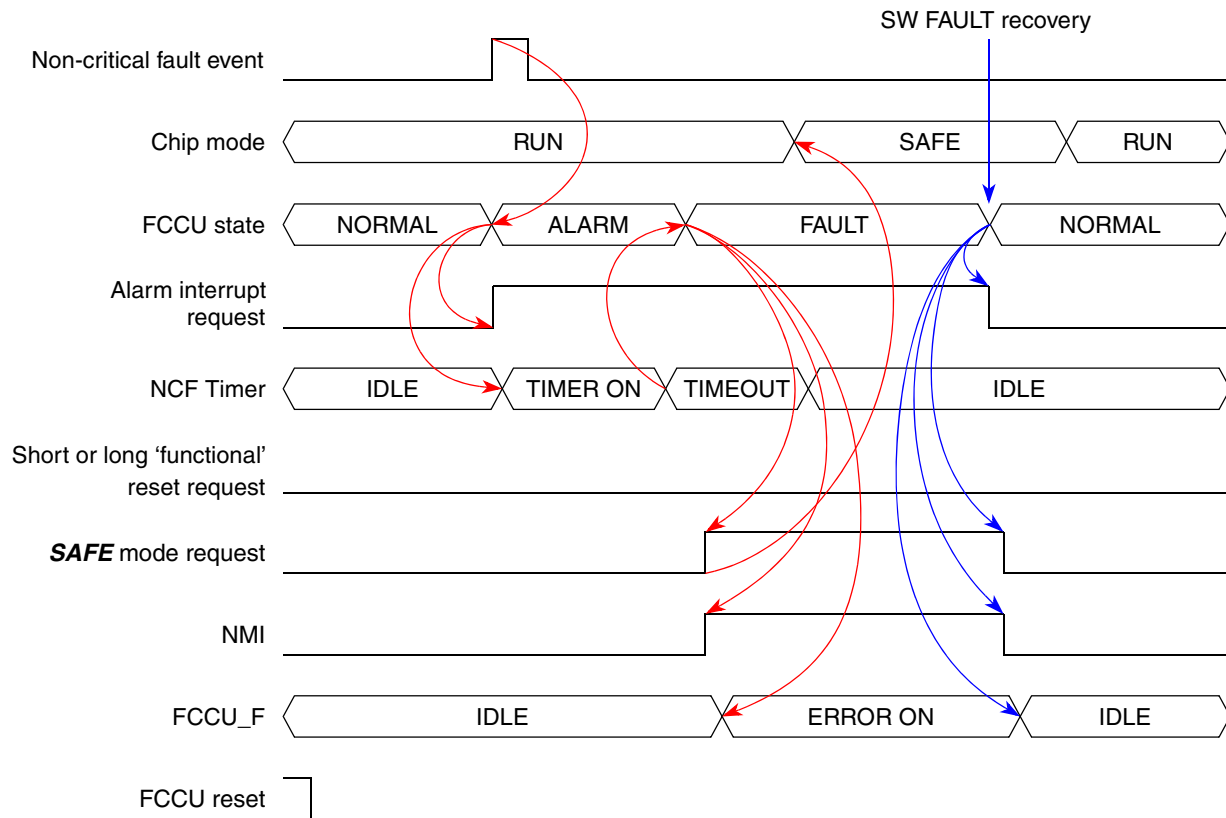 SW FAULT recovery
Non-critical fault event
Chip mode
RUN
SAFE
RUN
FCCU state
NORMAL
ALARM
FAULT
NORMAL
Alarm interrupt
request
NCF Timer
IDLE
TIMER ON
TIMEOUT
IDLE
Short or long ‘functional’
reset request
SAFE mode request
NMI
FCCU_F
IDLE
ERROR ON
IDLE
FCCU reset